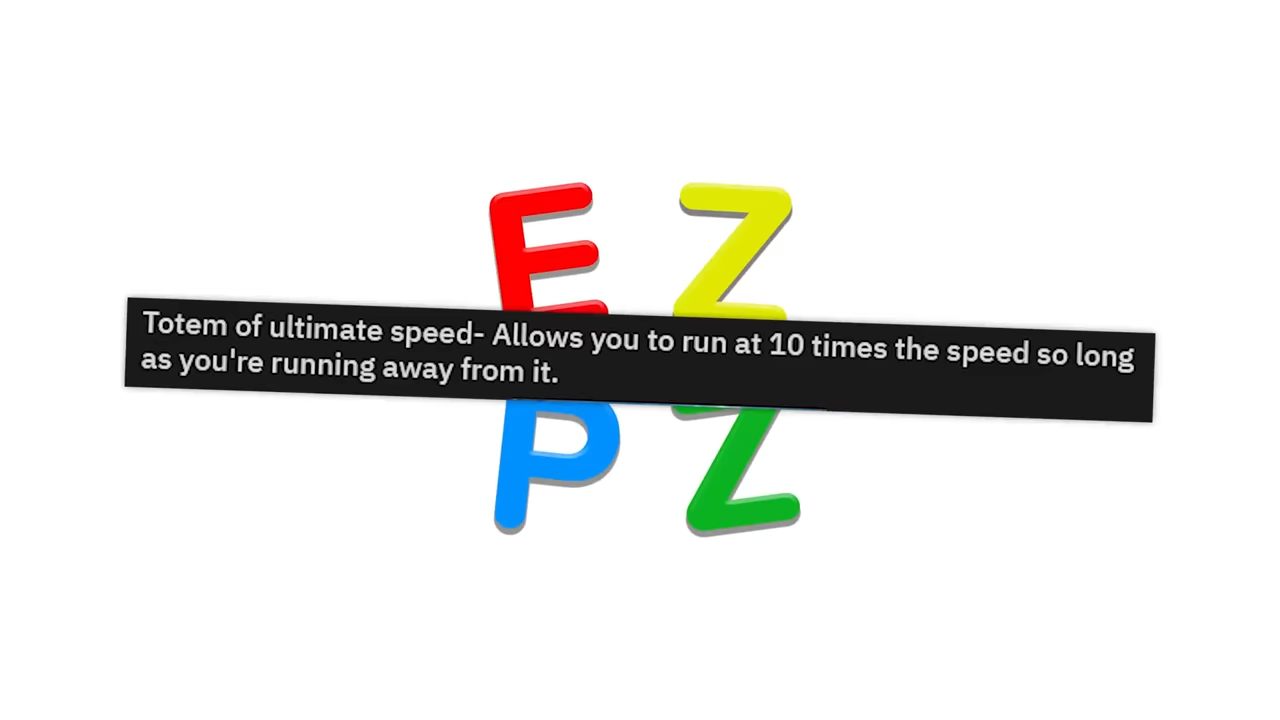 E Z
Totem of ultimate speed- Allows you to run at 10 times the speed so long
as you're running away from it.
P Z